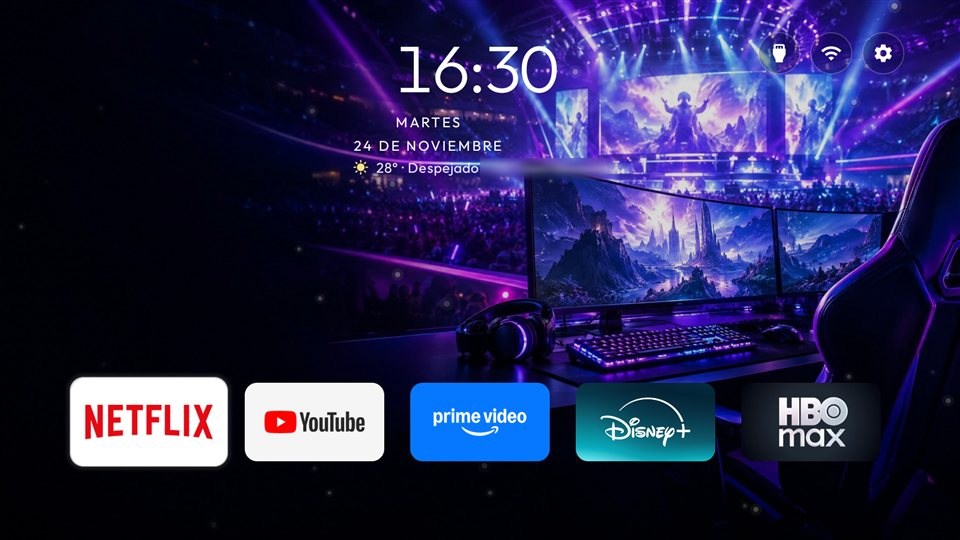 16:30
MARTES
24 DE NOVIEMBRE
28° · Despejado
NETFLIX
YouTube
prime video
Disney+
HBO
max